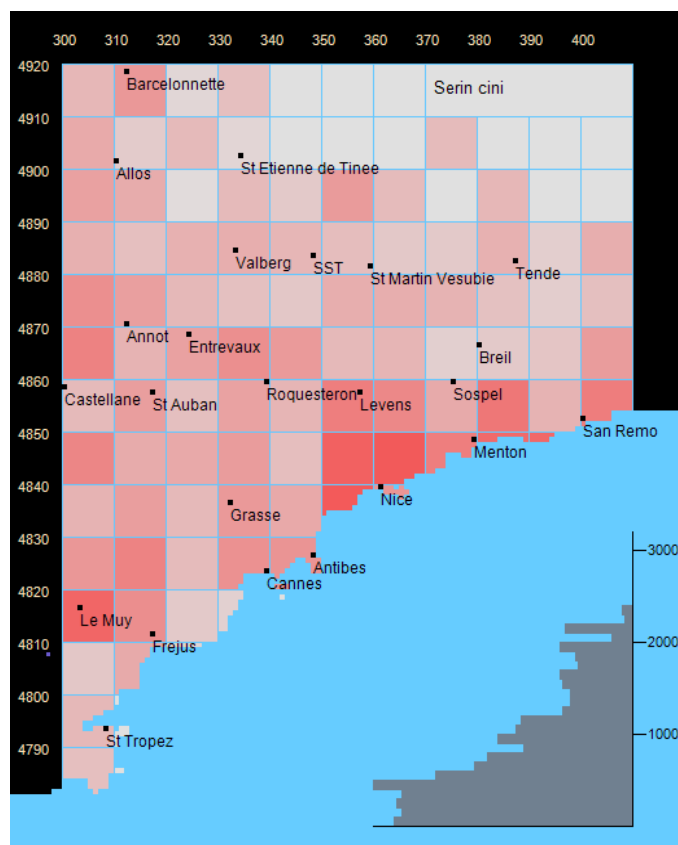 300 310 320 330 340 350 360 370 380 390 400
4920
Barcelonnette
Serin cini
4910
4900
St Etienne de Tinee
Allos
4890
Valberg
SST
St Martin Vesubie
Tende
4880
4870
Annot
Entrevaux
Breil
4860
Castellane
St Auban
Roquesteron
Levens
Sospel
San Remo
4850
Menton
4840
Nice
Grasse
4830
3000
Antibes
Cannes
4820
Le Muy
4810
2000
Frejus
4800
St Tropez
1000
4790